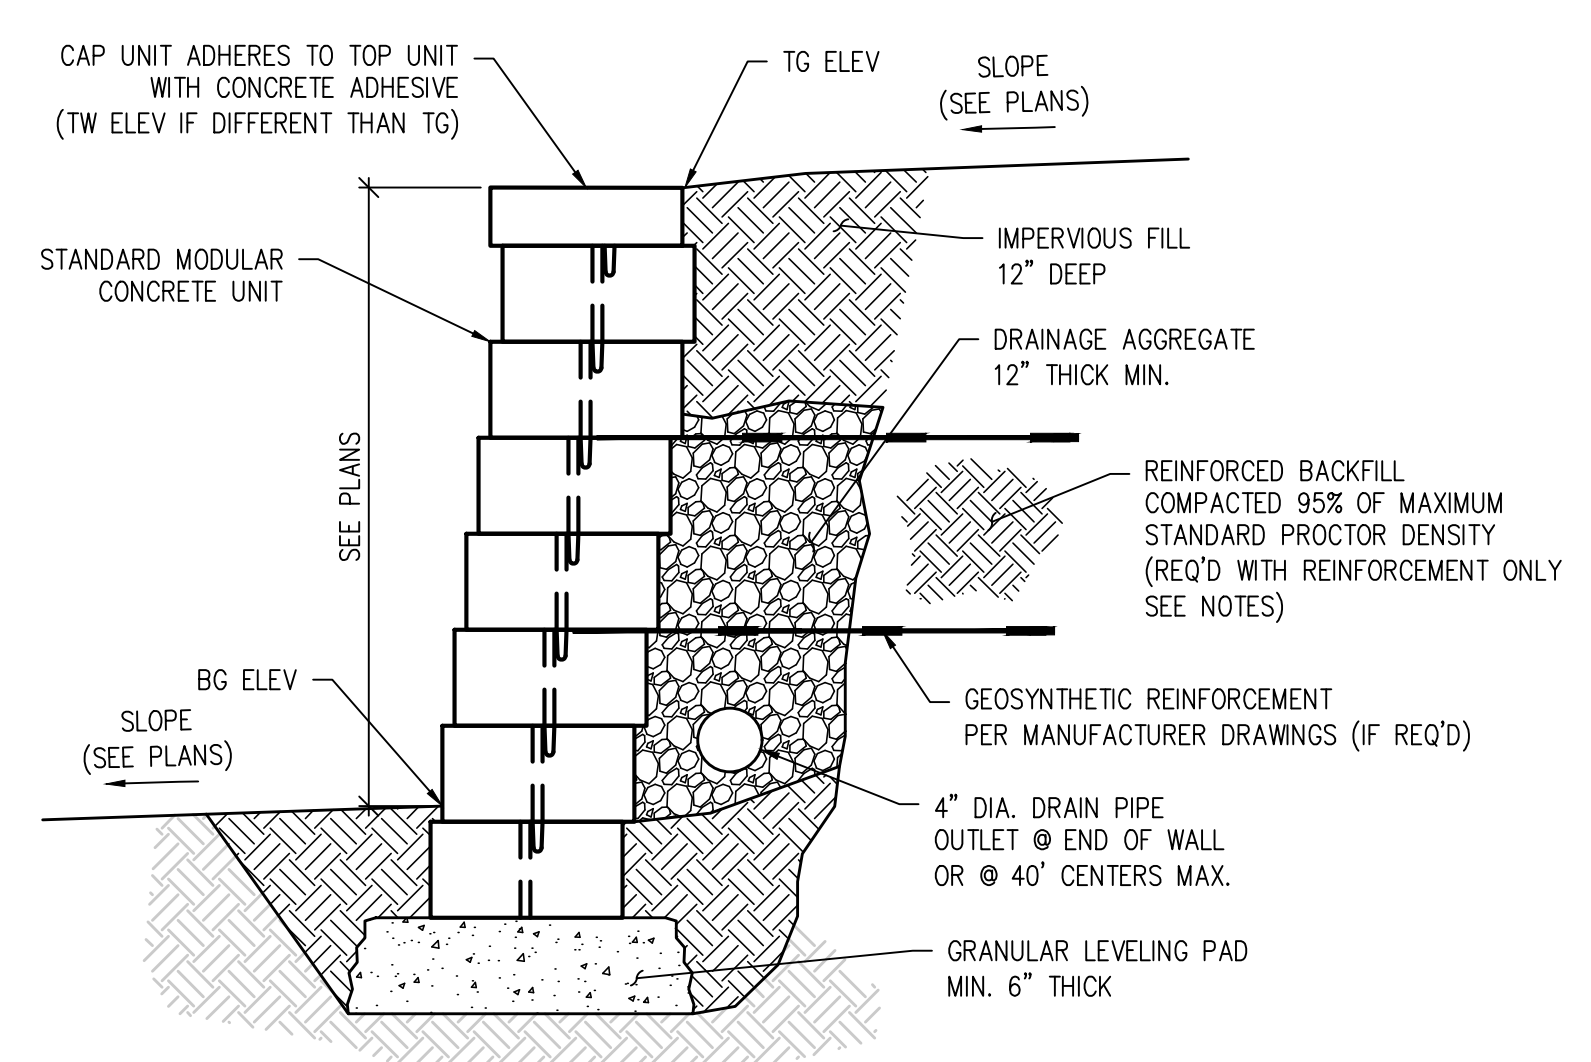 CAP UNIT ADHERES TO TOP UNIT
WITH CONCRETE ADHESIVE
(TW ELEV IF DIFFERENT THAN TG)
TG ELEV
SLOPE
(SEE PLANS)
STANDARD MODULAR
CONCRETE UNIT
IMPERVIOUS FILL
12” DEEP
DRAINAGE AGGREGATE
12” THICK MIN.
SEE PLANS
REINFORCED BACKFILL
COMPACTED 95% OF MAXIMUM
STANDARD PROCTOR DENSITY
(REQ’D WITH REINFORCEMENT ONLY
SEE NOTES)
BG ELEV
SLOPE
(SEE PLANS)
GEOSYNTHETIC REINFORCEMENT
PER MANUFACTURER DRAWINGS (IF REQ’D)
4” DIA. DRAIN PIPE
OUTLET @ END OF WALL
OR @ 40’ CENTERS MAX.
GRANULAR LEVELING PAD
MIN. 6” THICK